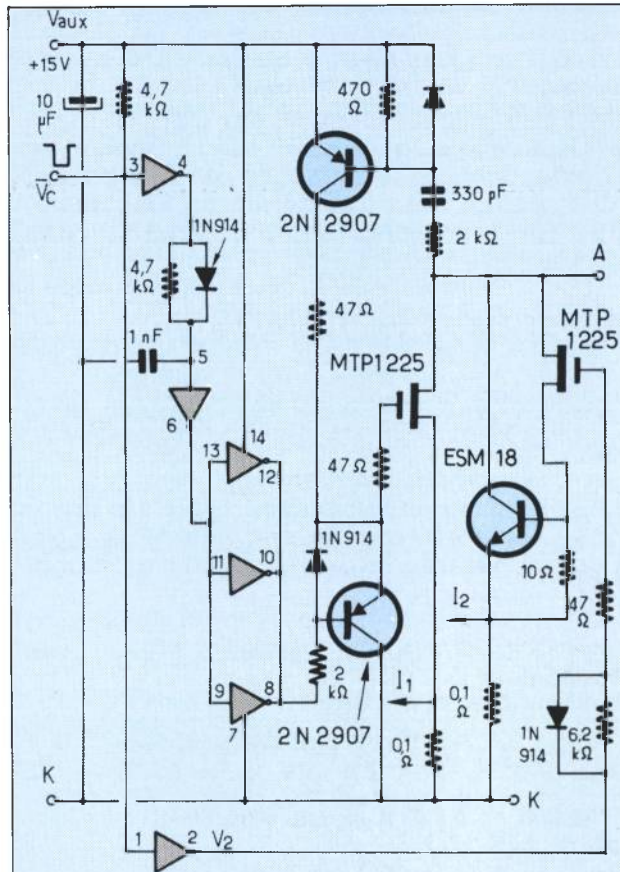 Vaux
+15V
10
µF
4,7
kΩ
V̅C
3
4
1N914
4,7
kΩ
1 nF
5
6
13
14
12
11
10
9
8
7
470
Ω
2N 2907
330 pF
2 kΩ
A
47Ω
MTP1225
MTP
1225
47Ω
ESM 18
1N914
10Ω
47
Ω
I2
2
kΩ
I1
2N 2907
0,1
Ω
0,1
Ω
1N
914
6,2
kΩ
K
K
1
2
V2